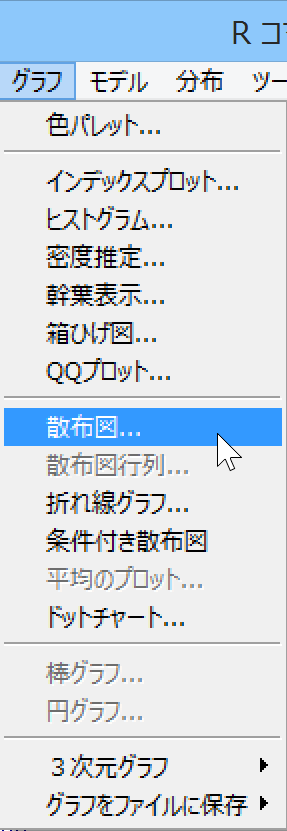 R コマ
グラフ モデル 分布 ツー
色パレット...
インデックスプロット...
ヒストグラム...
密度推定...
幹葉表示...
箱ひげ図...
QQプロット...
散布図...
散布図行列...
折れ線グラフ...
条件付き散布図
平均のプロット...
ドットチャート...
棒グラフ...
円グラフ...
３次元グラフ
グラフをファイルに保存